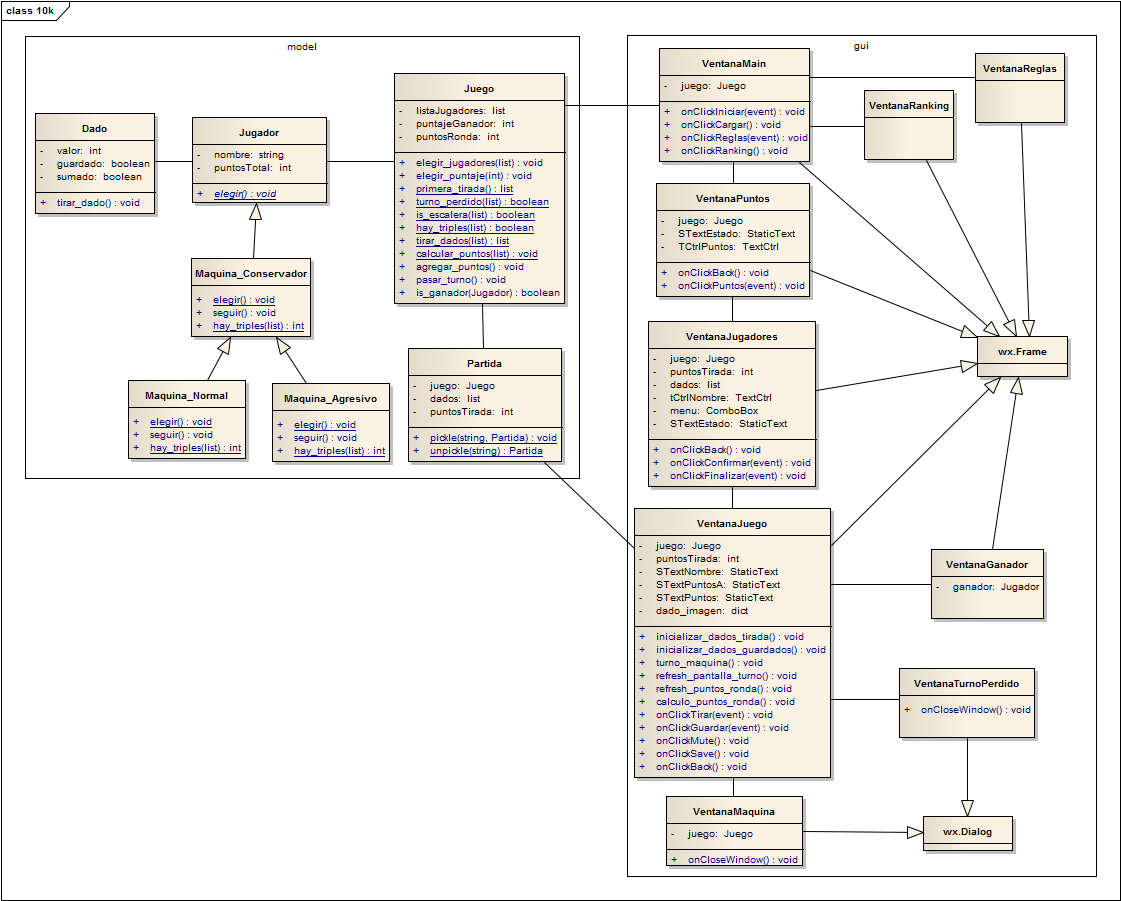 class 10k
model
Dado
- valor: int
- guardado: boolean
- sumado: boolean
+ tirar_dado() : void
Jugador
- nombre: string
- puntosTotal: int
+ elegir() : void
Juego
- listaJugadores: list
- puntajeGanador: int
- puntosRonda: int
+ elegir_jugadores(list) : void
+ elegir_puntaje(int) : void
+ primera_tirada() : list
+ turno_perdido(list) : boolean
+ is_escalera(list) : boolean
+ hay_triples(list) : boolean
+ tirar_dados(list) : list
+ calcular_puntos(list) : void
+ agregar_puntos() : void
+ pasar_turno() : void
+ is_ganador(Jugador) : boolean
Maquina_Conservador
+ elegir() : void
+ seguir() : void
+ hay_triples(list) : int
Maquina_Normal
+ elegir() : void
+ seguir() : void
+ hay_triples(list) : int
Maquina_Agresivo
+ elegir() : void
+ seguir() : void
+ hay_triples(list) : int
Partida
- juego: Juego
- dados: list
- puntosTirada: int
+ pickle(string, Partida) : void
+ unpickle(string) : Partida
gui
VentanaMain
- juego: Juego
+ onClickIniciar(event) : void
+ onClickCargar() : void
+ onClickReglas(event) : void
+ onClickRanking() : void
VentanaRanking
VentanaReglas
VentanaPuntos
- juego: Juego
- STextEstado: StaticText
- TCtrlPuntos: TextCtrl
+ onClickBack() : void
+ onClickPuntos(event) : void
VentanaJugadores
- juego: Juego
- puntosTirada: int
- dados: list
- tCtrlNombre: TextCtrl
- menu: ComboBox
- STextEstado: StaticText
+ onClickBack() : void
+ onClickConfirmar(event) : void
+ onClickFinalizar(event) : void
wx.Frame
VentanaJuego
- juego: Juego
- puntosTirada: int
- STextNombre: StaticText
- STextPuntosA: StaticText
- STextPuntos: StaticText
- dado_imagen: dict
+ inicializar_dados_tirada() : void
+ inicializar_dados_guardados() : void
+ turno_maquina() : void
+ refresh_pantalla_turno() : void
+ refresh_puntos_ronda() : void
+ calculo_puntos_ronda() : void
+ onClickTirar(event) : void
+ onClickGuardar(event) : void
+ onClickMute() : void
+ onClickSave() : void
+ onClickBack() : void
VentanaGanador
- ganador: Jugador
VentanaTurnoPerdido
+ onCloseWindow() : void
VentanaMaquina
- juego: Juego
+ onCloseWindow() : void
wx.Dialog